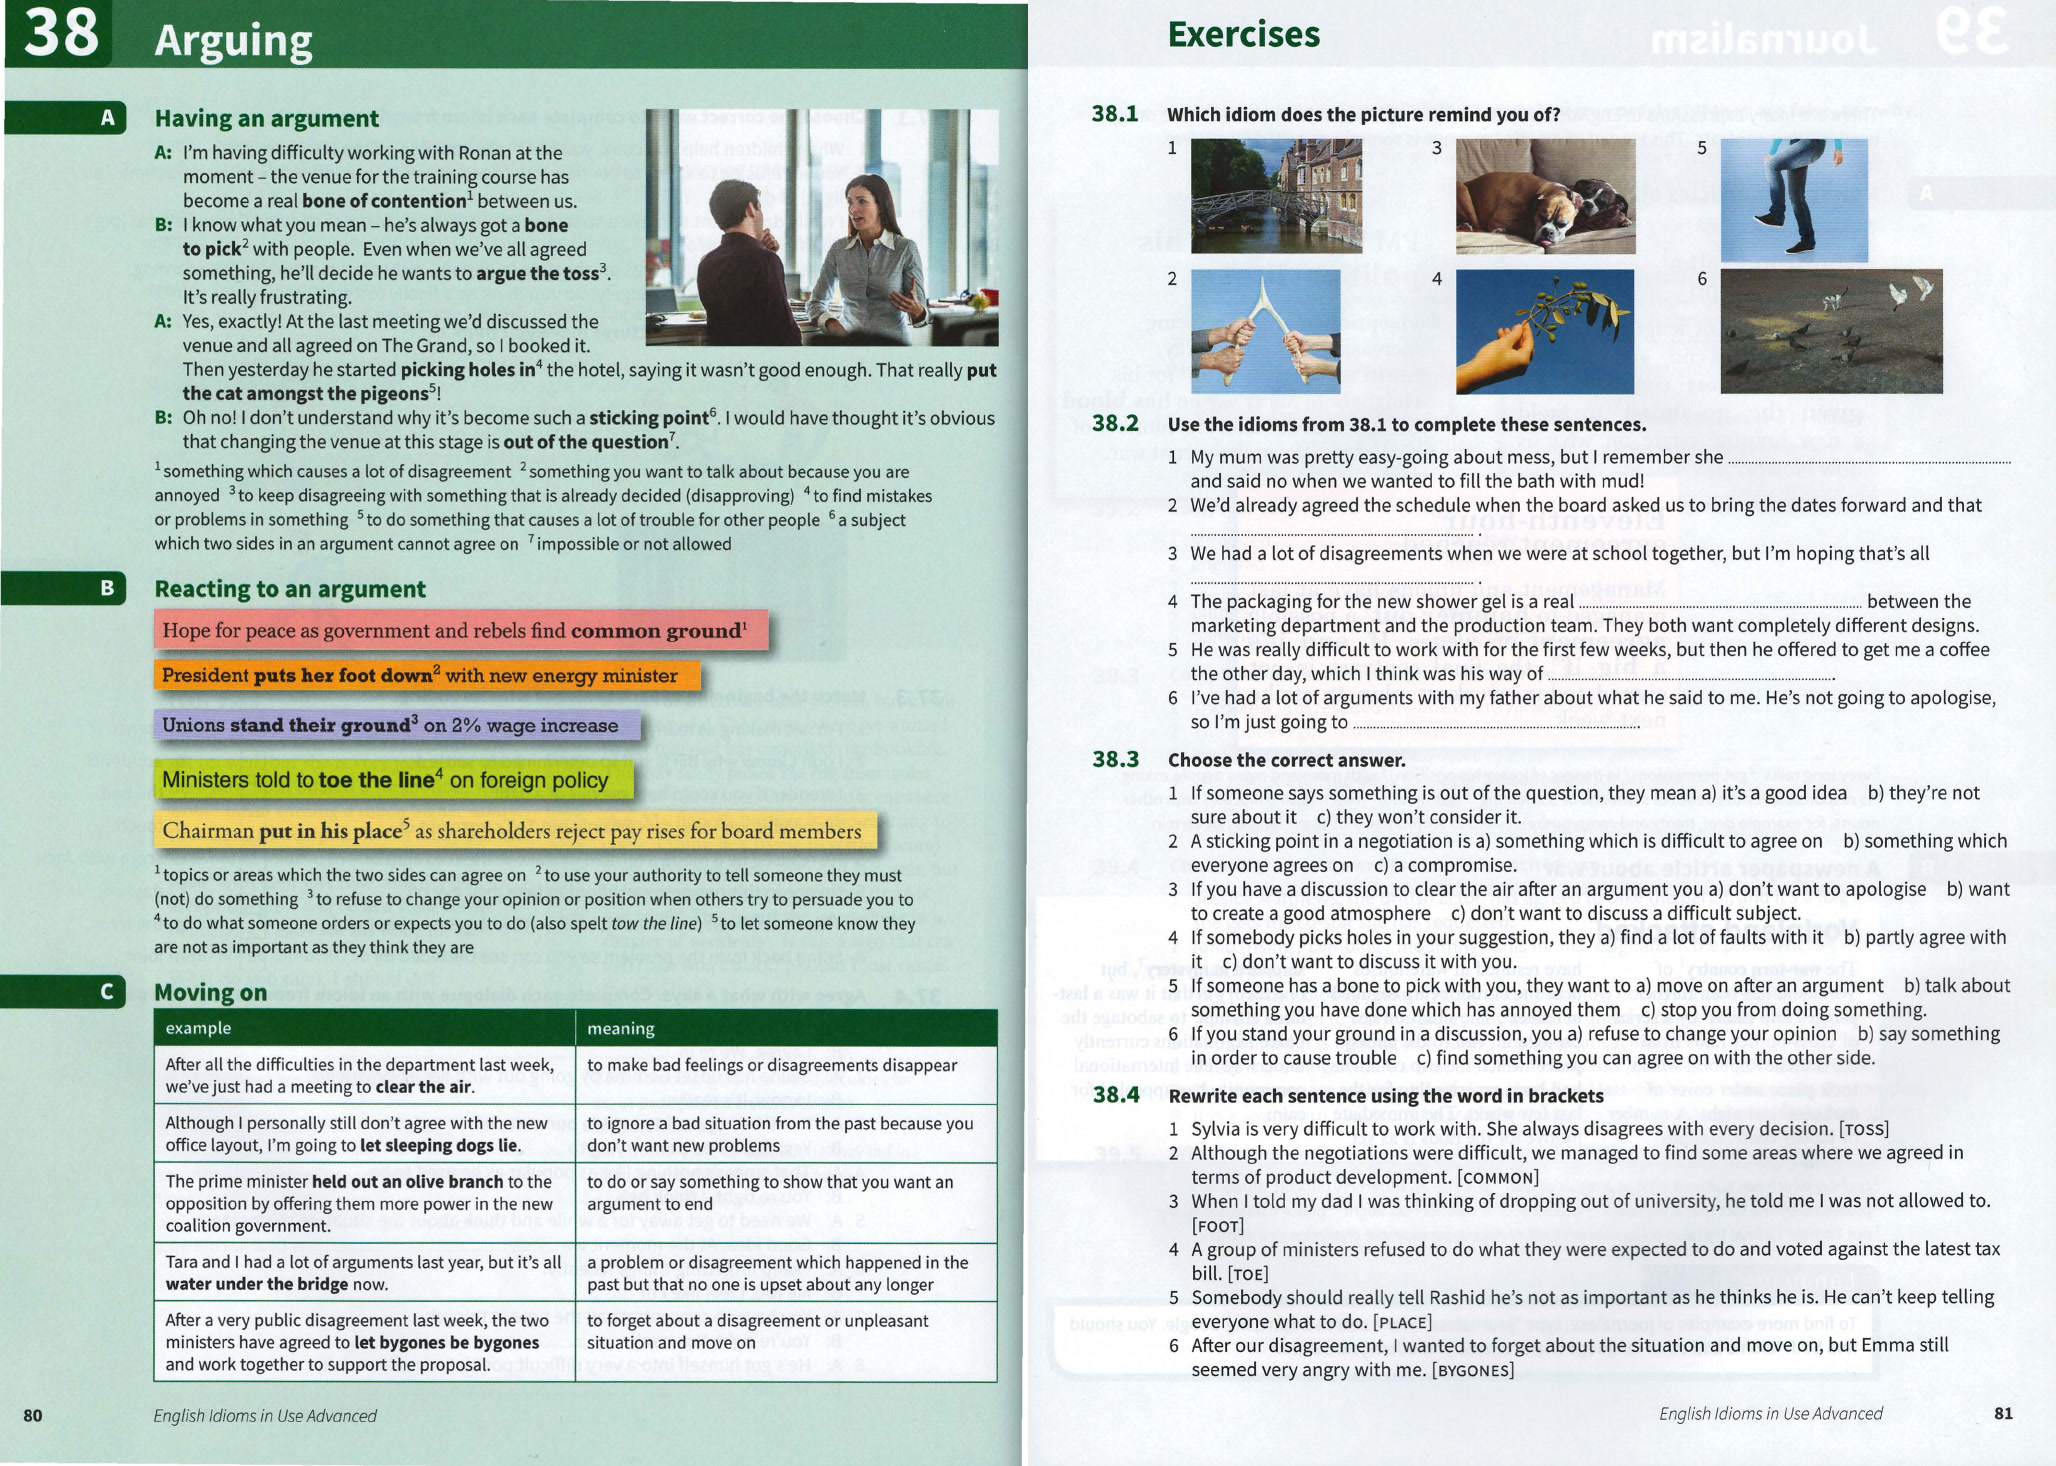 38 Arguing
A Having an argument
A: I'm having difficulty working with Ronan at the
moment – the venue for the training course has
become a real bone of contention¹ between us.
B: I know what you mean – he's always got a bone
to pick² with people. Even when we've all agreed
something, he'll decide he wants to argue the toss³.
It's really frustrating.
A: Yes, exactly! At the last meeting we'd discussed the
venue and all agreed on The Grand, so I booked it.
Then yesterday he started picking holes in⁴ the hotel, saying it wasn't good enough. That really put
the cat amongst the pigeons⁵!
B: Oh no! I don't understand why it's become such a sticking point⁶. I would have thought it's obvious
that changing the venue at this stage is out of the question⁷.
¹ something which causes a lot of disagreement ² something you want to talk about because you are
annoyed ³ to keep disagreeing with something that is already decided (disapproving) ⁴ to find mistakes
or problems in something ⁵ to do something that causes a lot of trouble for other people ⁶ a subject
which two sides in an argument cannot agree on ⁷ impossible or not allowed
B Reacting to an argument
Hope for peace as government and rebels find common ground¹
President puts her foot down² with new energy minister
Unions stand their ground³ on 2% wage increase
Ministers told to toe the line⁴ on foreign policy
Chairman put in his place⁵ as shareholders reject pay rises for board members
¹ topics or areas which the two sides can agree on ² to use your authority to tell someone they must
(not) do something ³ to refuse to change your opinion or position when others try to persuade you to
⁴ to do what someone orders or expects you to do (also spelt tow the line) ⁵ to let someone know they
are not as important as they think they are
C Moving on
example meaning
After all the difficulties in the department last week,
we've just had a meeting to clear the air.
to make bad feelings or disagreements disappear
Although I personally still don't agree with the new
office layout, I'm going to let sleeping dogs lie.
to ignore a bad situation from the past because you
don't want new problems
The prime minister held out an olive branch to the
opposition by offering them more power in the new
coalition government.
to do or say something to show that you want an
argument to end
Tara and I had a lot of arguments last year, but it's all
water under the bridge now.
a problem or disagreement which happened in the
past but that no one is upset about any longer
After a very public disagreement last week, the two
ministers have agreed to let bygones be bygones
and work together to support the proposal.
to forget about a disagreement or unpleasant
situation and move on
80 English Idioms in Use Advanced
Exercises
38.1 Which idiom does the picture remind you of?
1 3 5
2 4 6
38.2 Use the idioms from 38.1 to complete these sentences.
1 My mum was pretty easy-going about mess, but I remember she ........................
and said no when we wanted to fill the bath with mud!
2 We'd already agreed the schedule when the board asked us to bring the dates forward and that
........................ .
3 We had a lot of disagreements when we were at school together, but I'm hoping that's all
........................ .
4 The packaging for the new shower gel is a real ........................ between the
marketing department and the production team. They both want completely different designs.
5 He was really difficult to work with for the first few weeks, but then he offered to get me a coffee
the other day, which I think was his way of ........................ .
6 I've had a lot of arguments with my father about what he said to me. He's not going to apologise,
so I'm just going to ........................ .
38.3 Choose the correct answer.
1 If someone says something is out of the question, they mean a) it's a good idea b) they're not
sure about it c) they won't consider it.
2 A sticking point in a negotiation is a) something which is difficult to agree on b) something which
everyone agrees on c) a compromise.
3 If you have a discussion to clear the air after an argument you a) don't want to apologise b) want
to create a good atmosphere c) don't want to discuss a difficult subject.
4 If somebody picks holes in your suggestion, they a) find a lot of faults with it b) partly agree with
it c) don't want to discuss it with you.
5 If someone has a bone to pick with you, they want to a) move on after an argument b) talk about
something you have done which has annoyed them c) stop you from doing something.
6 If you stand your ground in a discussion, you a) refuse to change your opinion b) say something
in order to cause trouble c) find something you can agree on with the other side.
38.4 Rewrite each sentence using the word in brackets
1 Sylvia is very difficult to work with. She always disagrees with every decision. [TOSS]
2 Although the negotiations were difficult, we managed to find some areas where we agreed in
terms of product development. [COMMON]
3 When I told my dad I was thinking of dropping out of university, he told me I was not allowed to.
[FOOT]
4 A group of ministers refused to do what they were expected to do and voted against the latest tax
bill. [TOE]
5 Somebody should really tell Rashid he's not as important as he thinks he is. He can't keep telling
everyone what to do. [PLACE]
6 After our disagreement, I wanted to forget about the situation and move on, but Emma still
seemed very angry with me. [BYGONES]
English Idioms in Use Advanced 81